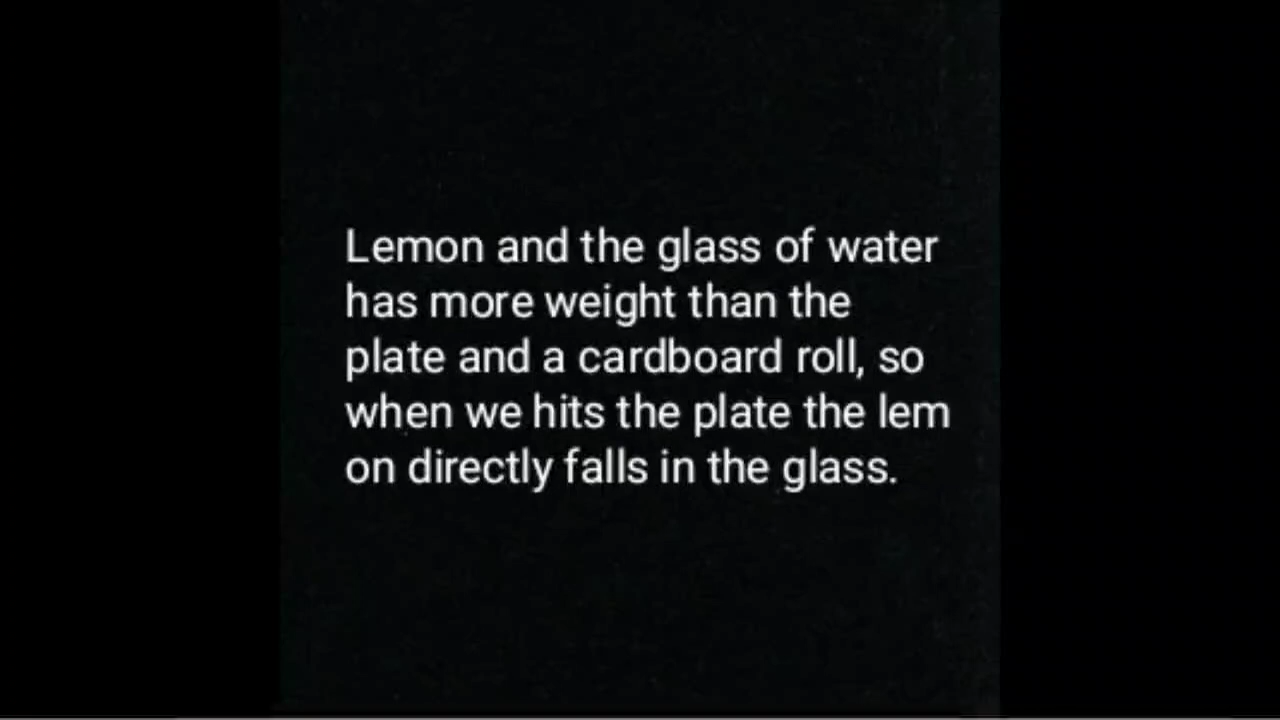 Lemon and the glass of water
has more weight than the
plate and a cardboard roll, so
when we hits the plate the lem
on directly falls in the glass.